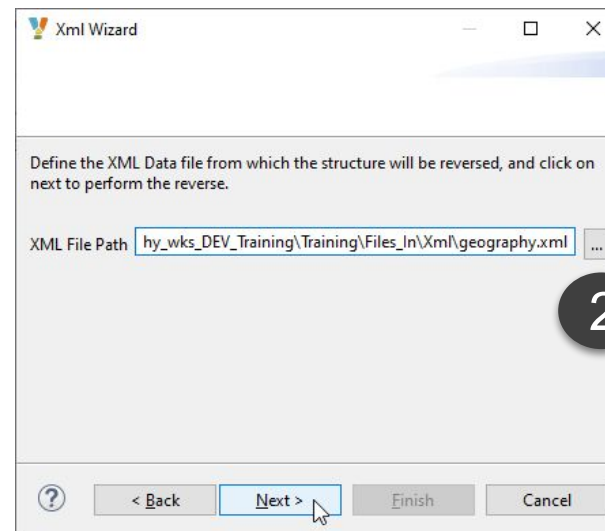 Xml Wizard
Define the XML Data file from which the structure will be reversed, and click on
next to perform the reverse.
XML File Path hy_wks_DEV_Training\Training\Files_In\Xml\geography.xml ...
2
? < Back Next > Finish Cancel